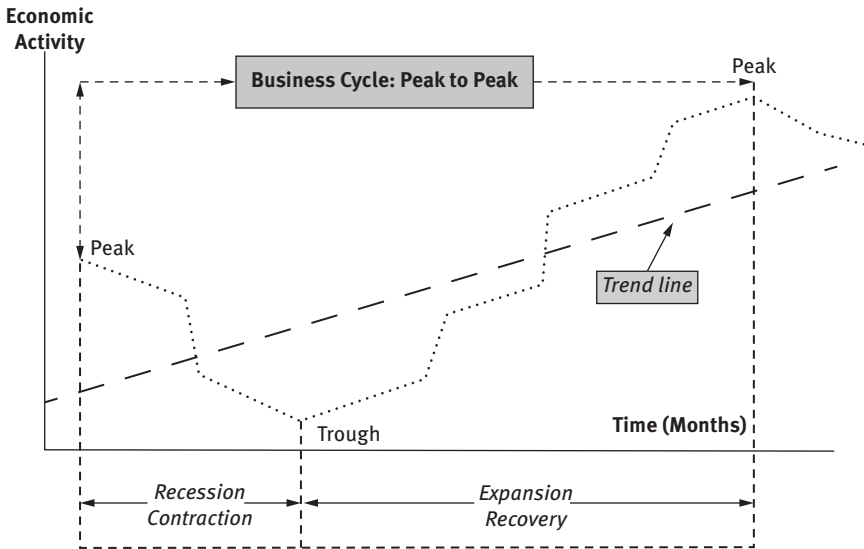 Economic
Activity
Business Cycle: Peak to Peak
Peak
Peak
Trend line
Time (Months)
Trough
Recession
Contraction
Expansion
Recovery